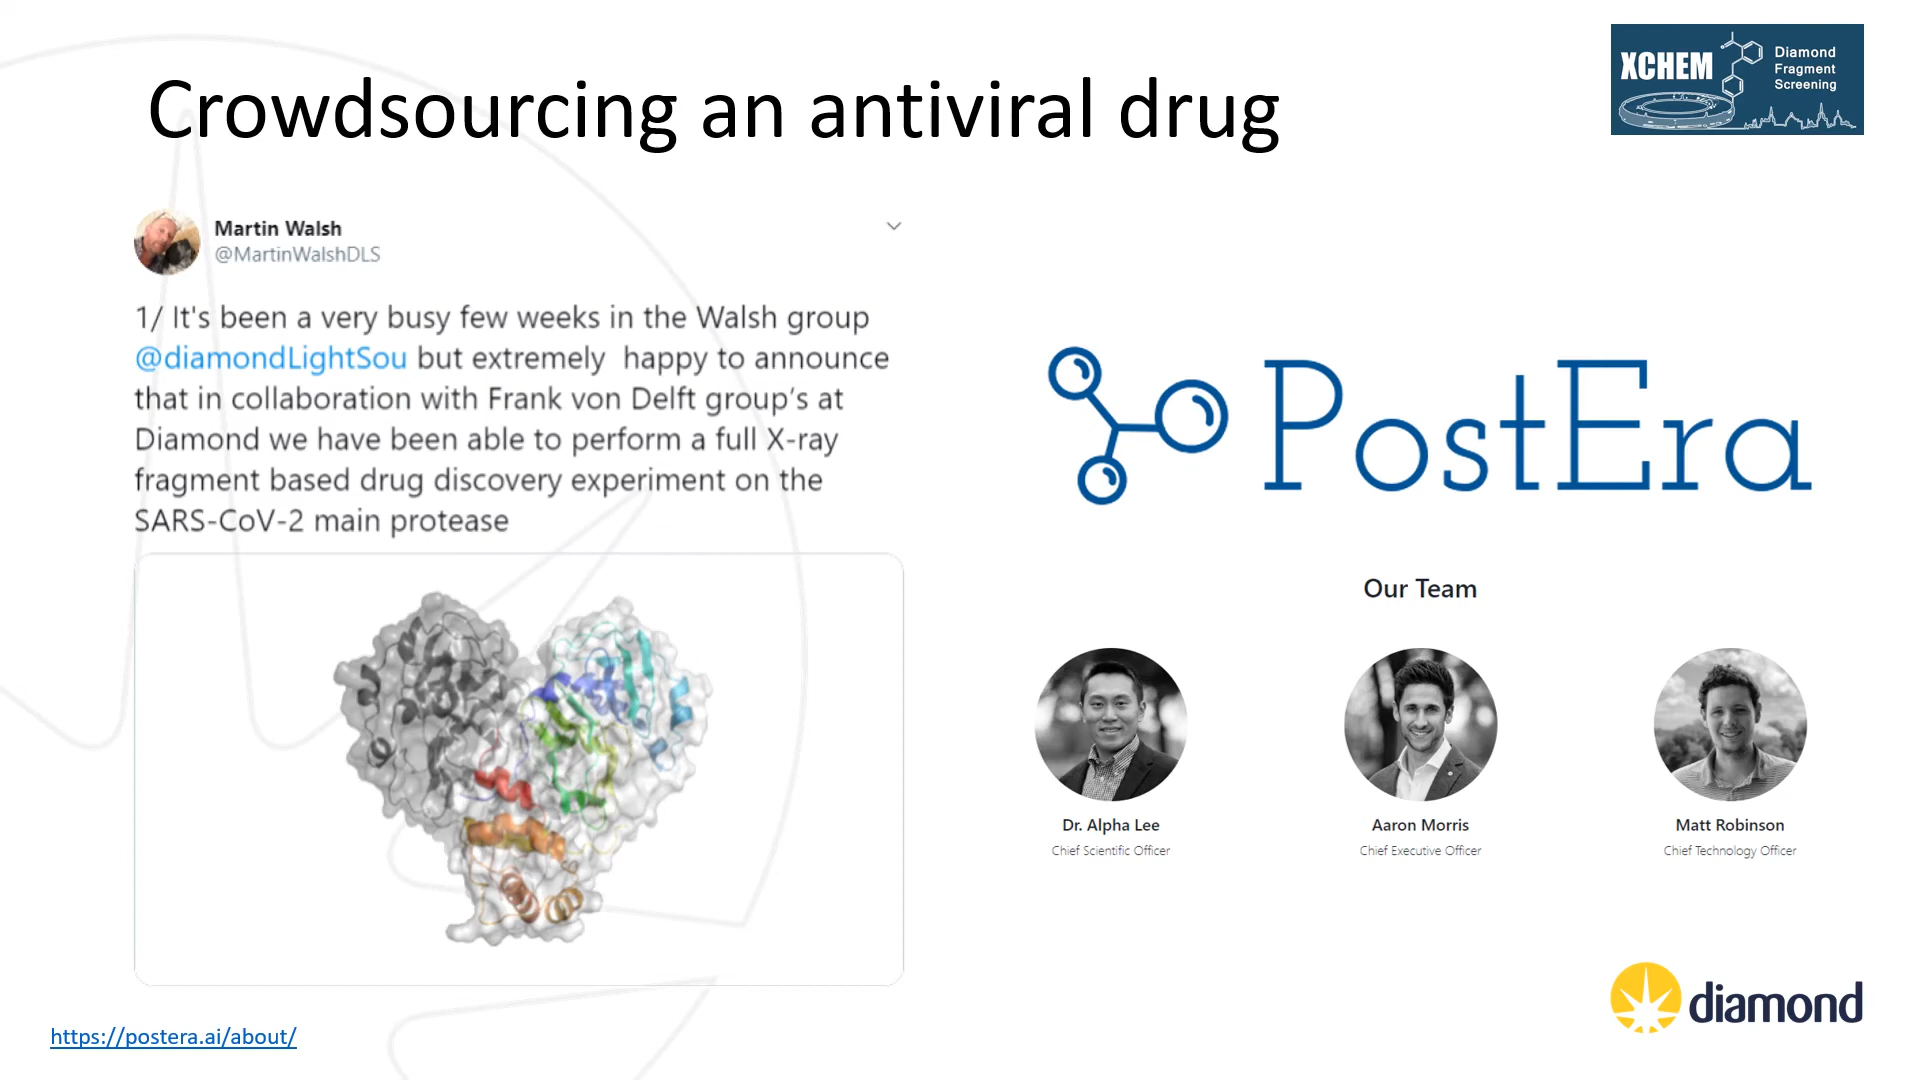 Crowdsourcing an antiviral drug
XCHEM
Diamond
Fragment
Screening
Martin Walsh
@MartinWalshDLS
1/ It's been a very busy few weeks in the Walsh group
@diamondLightSou but extremely  happy to announce
that in collaboration with Frank von Delft group’s at
Diamond we have been able to perform a full X-ray
fragment based drug discovery experiment on the
SARS-CoV-2 main protease
PostEra
Our Team
Dr. Alpha Lee
Chief Scientific Officer
Aaron Morris
Chief Executive Officer
Matt Robinson
Chief Technology Officer
diamond
https://postera.ai/about/